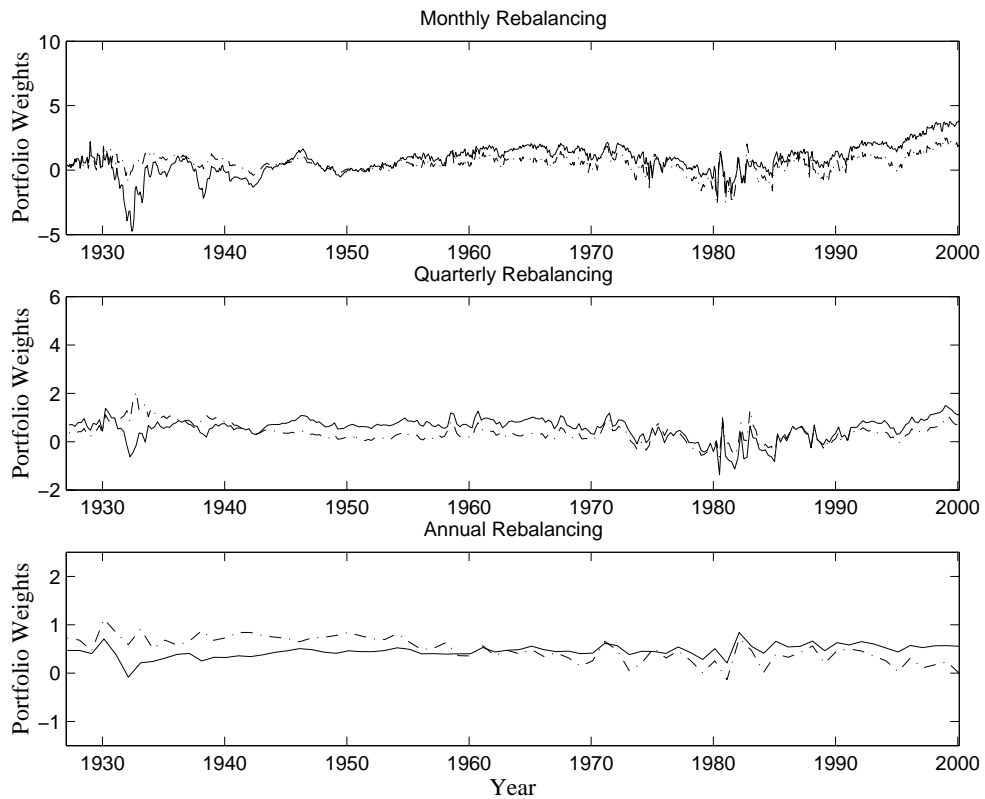 Monthly Rebalancing
Portfolio Weights
10
5
0
−5
1930 1940 1950 1960 1970 1980 1990 2000
Quarterly Rebalancing
Portfolio Weights
6
4
2
0
−2
1930 1940 1950 1960 1970 1980 1990 2000
Annual Rebalancing
Portfolio Weights
2
1
0
−1
1930 1940 1950 1960 1970 1980 1990 2000
Year